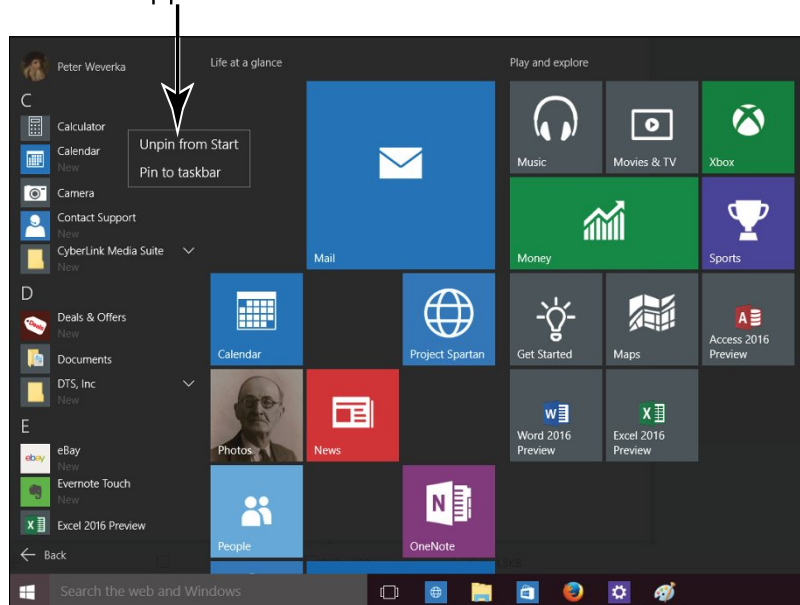 Peter Weverka
Life at a glance
Play and explore
C
Calculator
Calendar
New
Camera
Contact Support
New
CyberLink Media Suite
New
D
Deals & Offers
New
Documents
DTS, Inc
New
E
eBay
New
Evernote Touch
New
Excel 2016 Preview
Back
Unpin from Start
Pin to taskbar
Mail
Calendar
Project Spartan
Photos
News
People
OneNote
Music
Movies & TV
Xbox
Money
Sports
Get Started
Maps
Access 2016
Preview
Word 2016
Preview
Excel 2016
Preview
Deals
ebay
Search the web and Windows